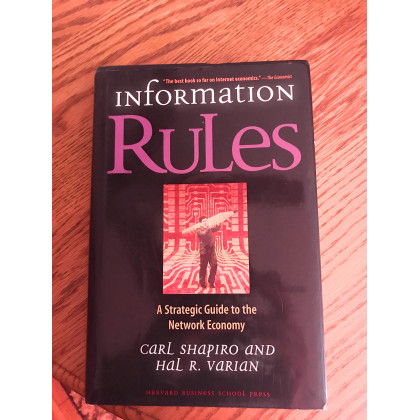 "The best book so far on Internet economics." — The Economist
INfORMATION
RULes
A Strategic Guide to the
Network Economy
CARL SHAPIRO AND
HAL R. VARIAN
HARVARD BUSINESS SCHOOL PRESS